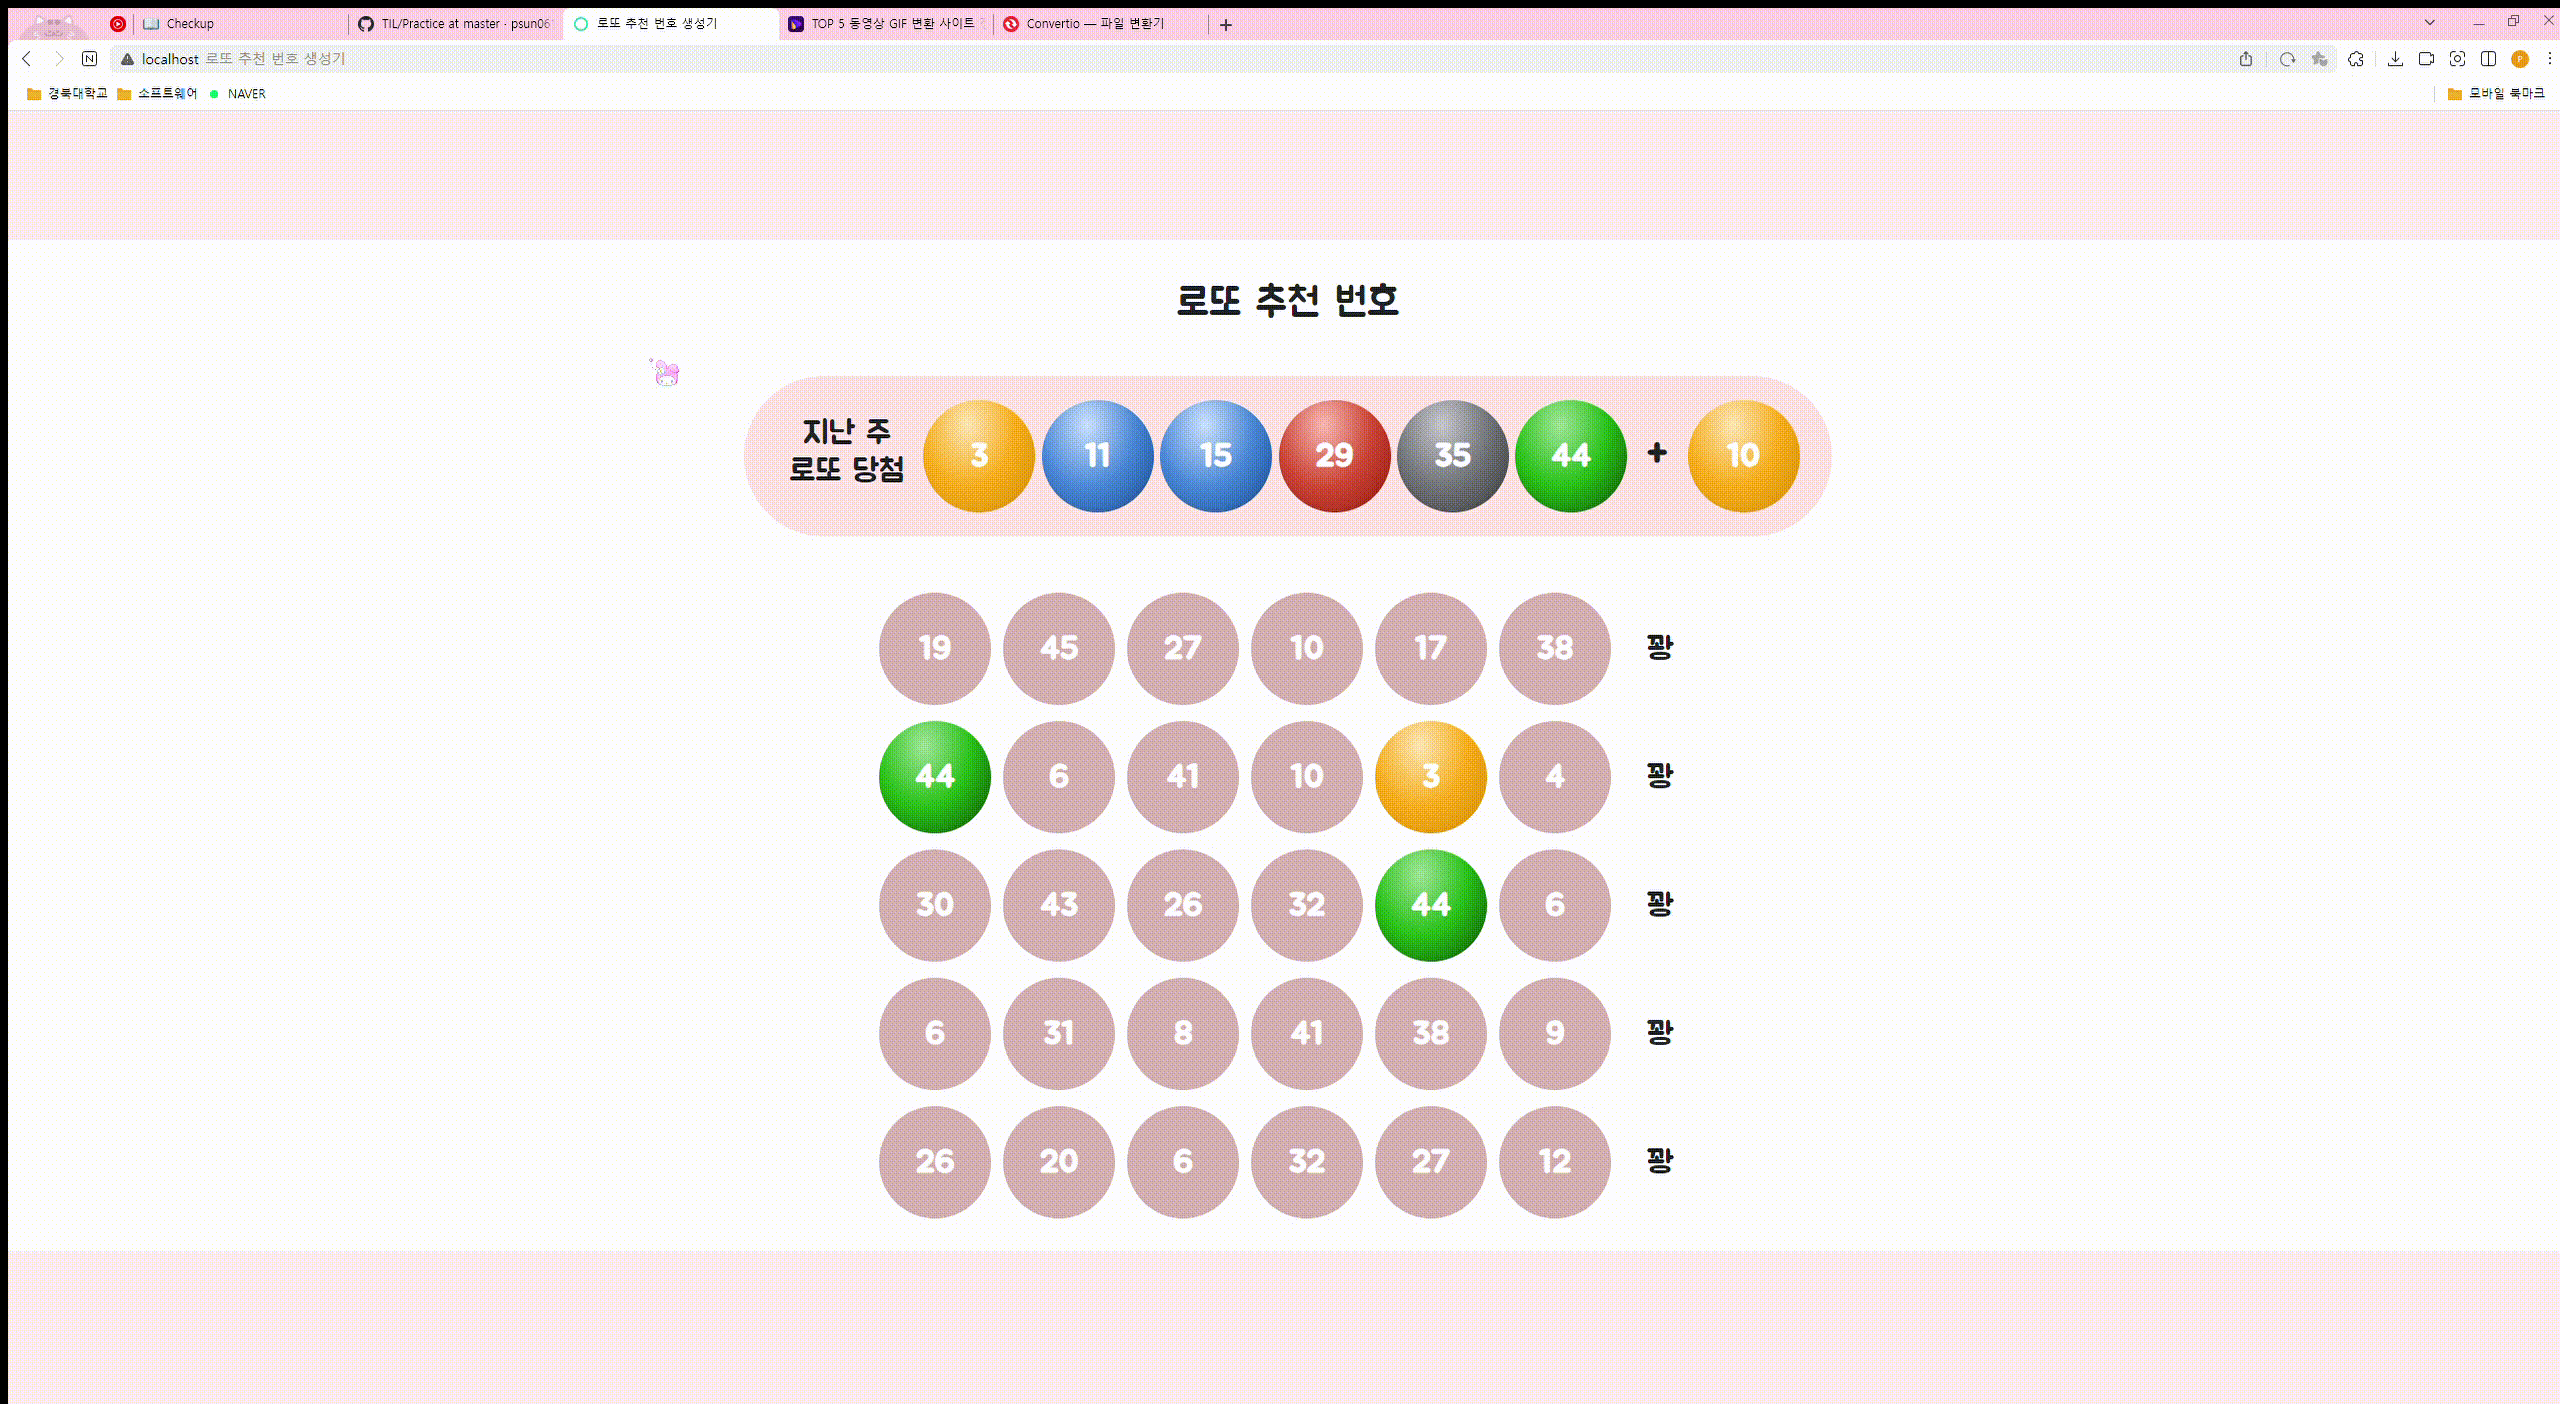 Checkup
TIL/Practice at master · psun06
로또 추천 번호 생성기
TOP 5 동영상 GIF 변환 사이트
Convertio — 파일 변환기
localhost 로또 추천 번호 생성기
경북대학교 소프트웨어 NAVER 모바일 북마크
로또 추천 번호
지난 주
로또 당첨
3 11 15 29 35 44 + 10
19 45 27 10 17 38 꽝
44 6 41 10 3 4 꽝
30 43 26 32 44 6 꽝
6 31 8 41 38 9 꽝
26 20 6 32 27 12 꽝